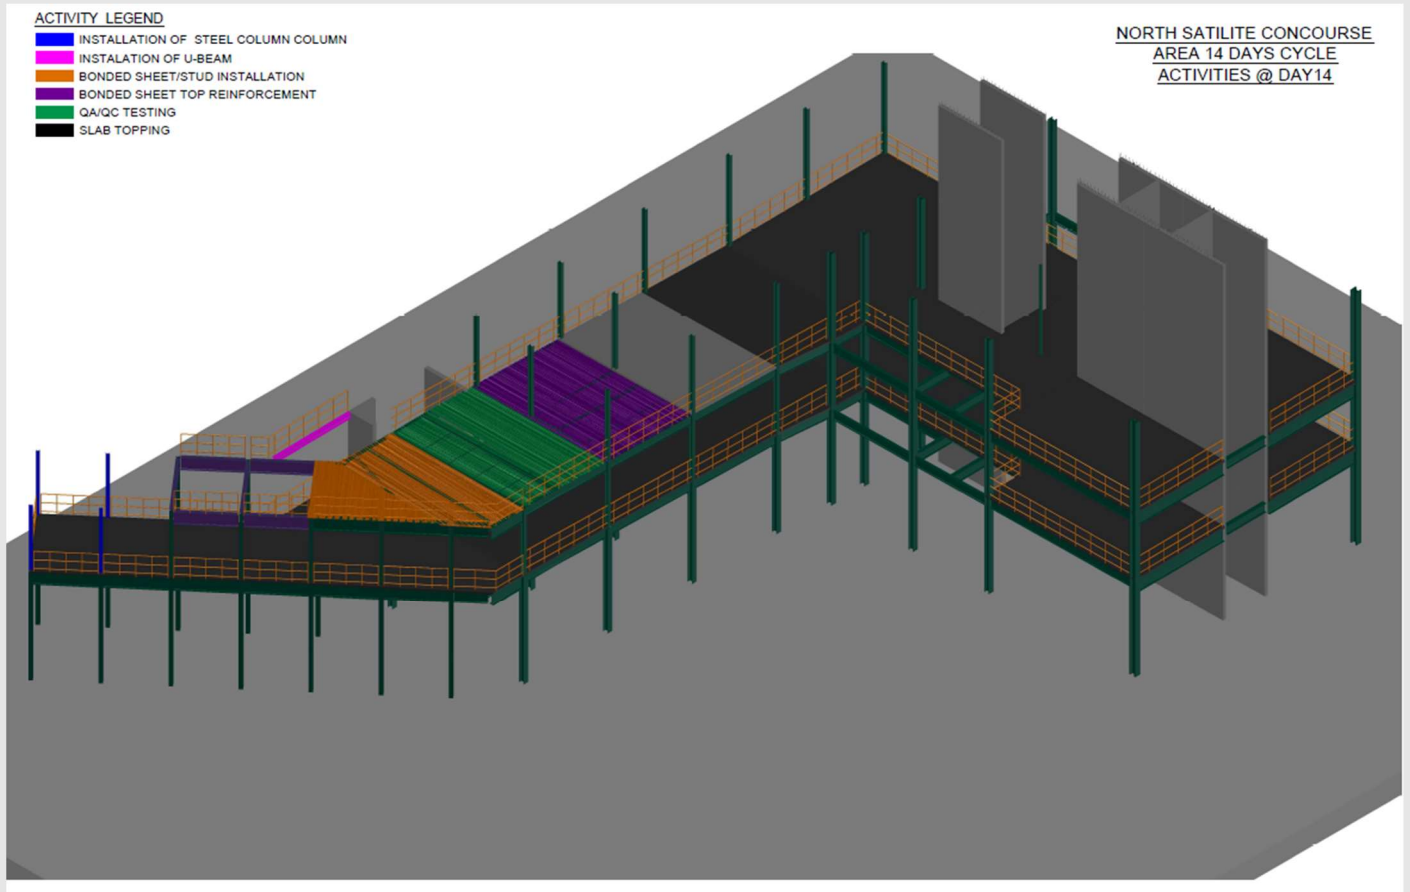 ACTIVITY LEGEND
INSTALLATION OF STEEL COLUMN COLUMN
INSTALATION OF U-BEAM
BONDED SHEET/STUD INSTALLATION
BONDED SHEET TOP REINFORCEMENT
QA/QC TESTING
SLAB TOPPING
NORTH SATILITE CONCOURSE
AREA 14 DAYS CYCLE
ACTIVITIES @ DAY14